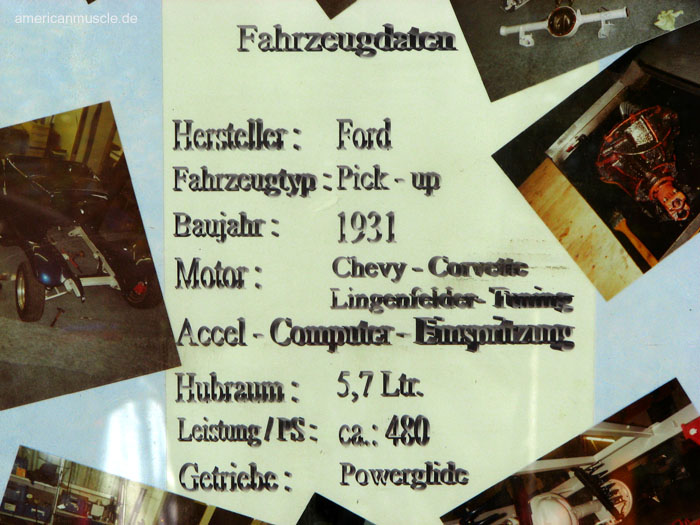 americanmuscle.de
Fahrzeugdaten
Hersteller: Ford
Fahrzeugtyp: Pick-up
Baujahr: 1931
Motor: Chevy-Corvette
Lingenfelder-Tuning
Accel-Computer-Einspritzung
Hubraum: 5,7 Ltr.
Leistung/PS: ca.: 480
Getriebe: Powerglide